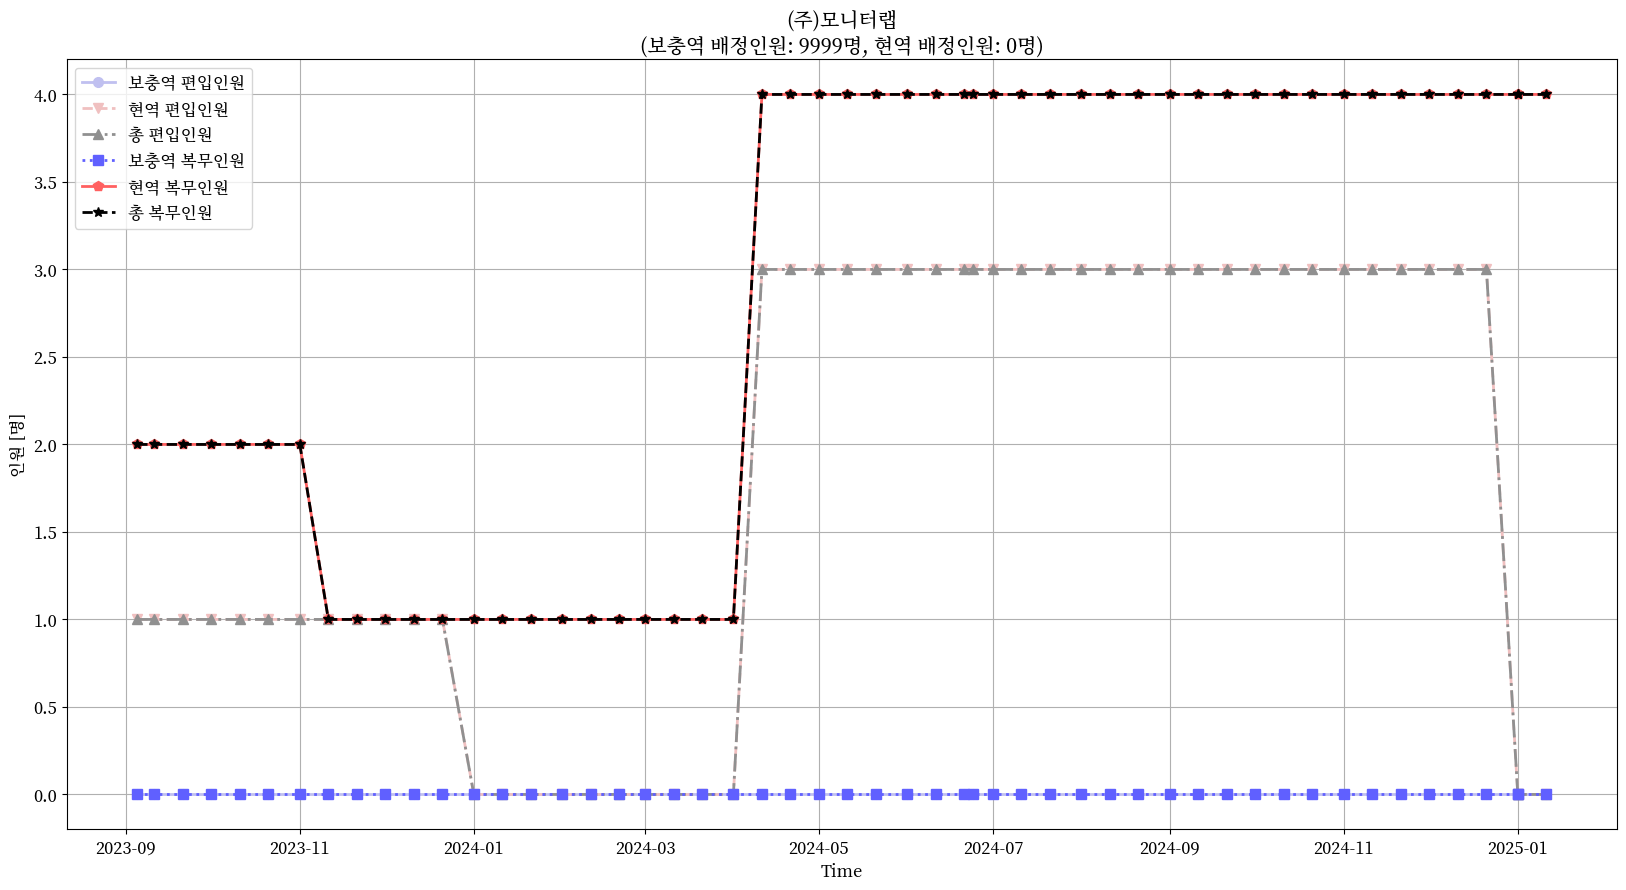 (주)모니터랩
(보충역 배정인원: 9999명, 현역 배정인원: 0명)
보충역 편입인원
현역 편입인원
총 편입인원
보충역 복무인원
현역 복무인원
총 복무인원
4.0
3.5
3.0
2.5
2.0
1.5
1.0
0.5
0.0
인원 [명]
2023-09 2023-11 2024-01 2024-03 2024-05 2024-07 2024-09 2024-11 2025-01
Time